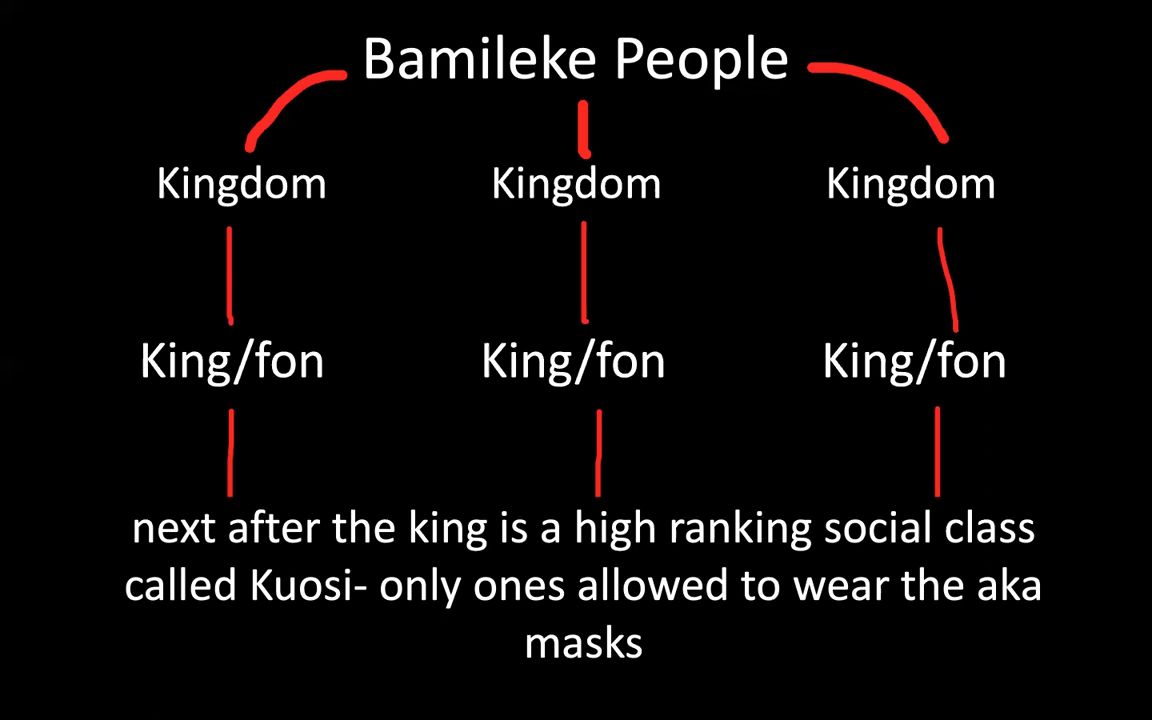 Bamileke People
Kingdom Kingdom Kingdom
King/fon King/fon King/fon
next after the king is a high ranking social class
called Kuosi- only ones allowed to wear the aka
masks